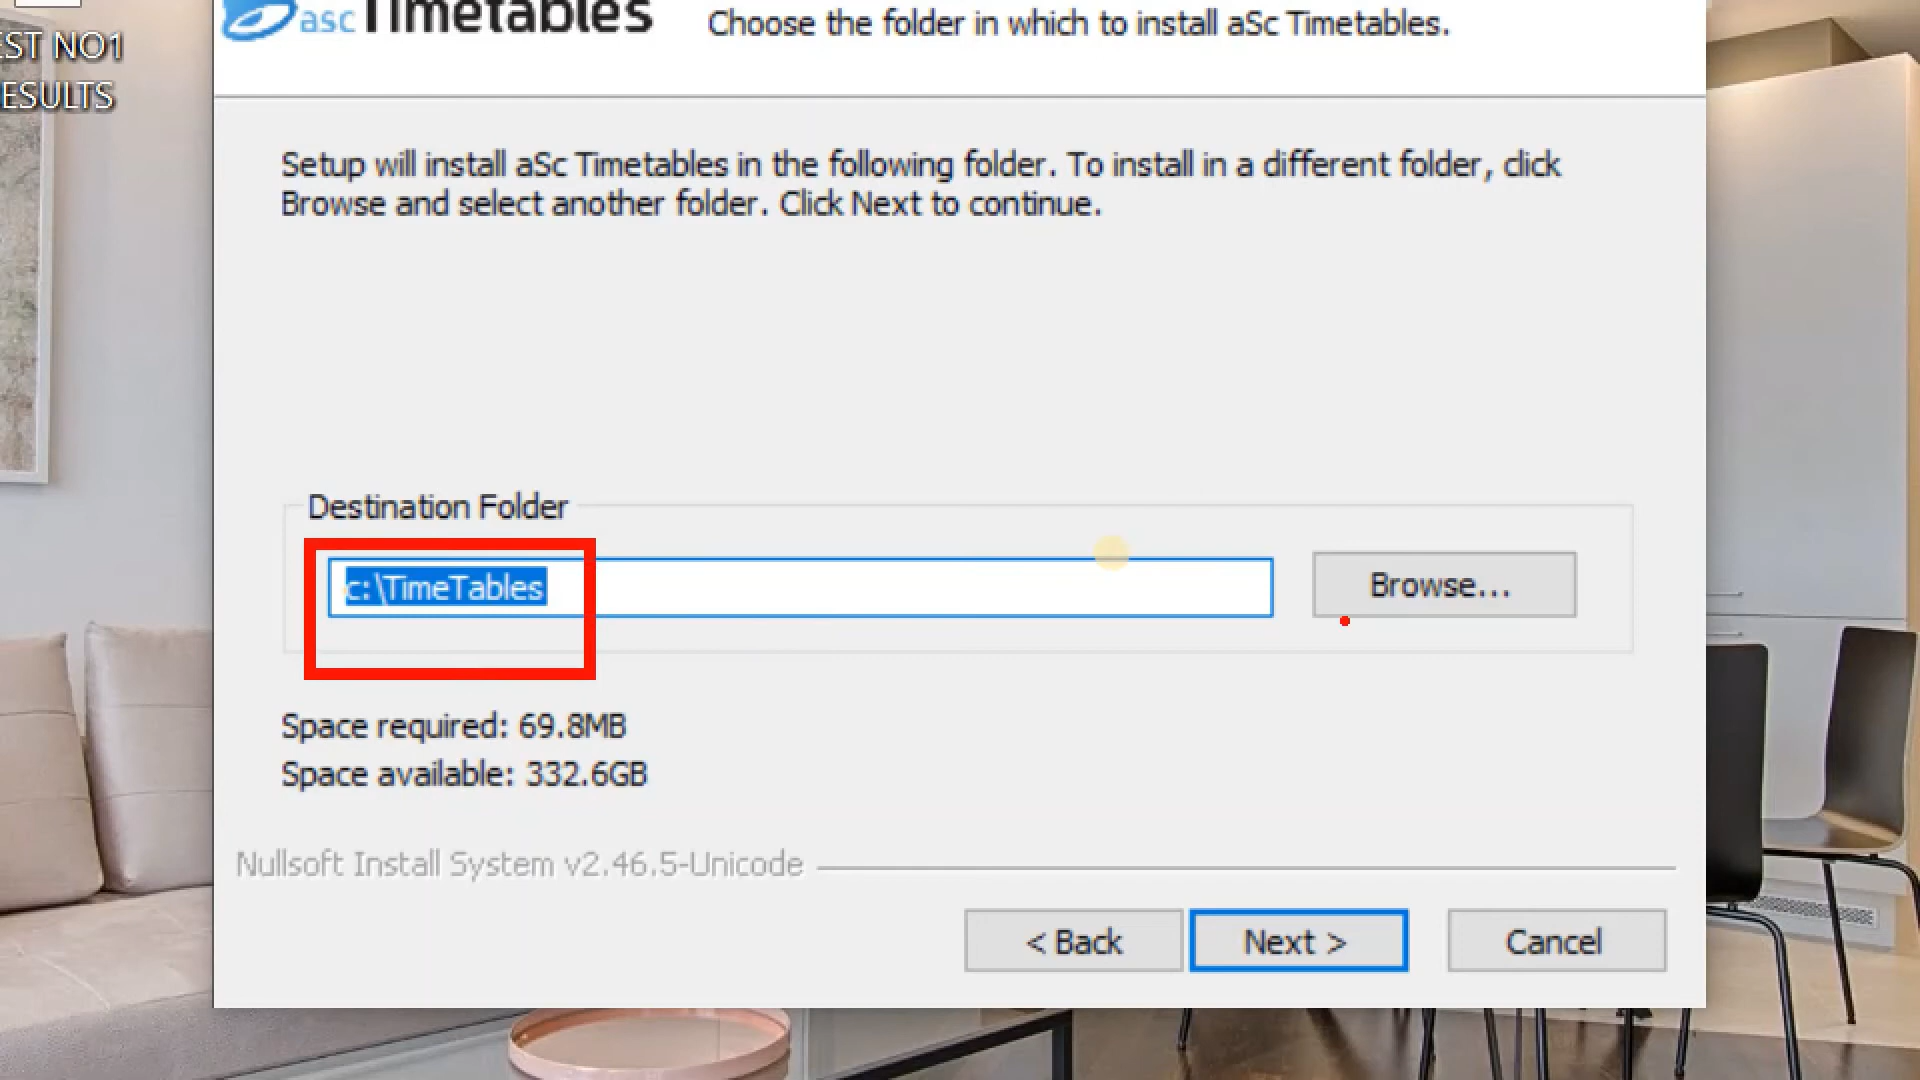 asc Timetables
Choose the folder in which to install aSc Timetables.
EST NO1
ESULTS
Setup will install aSc Timetables in the following folder. To install in a different folder, click
Browse and select another folder. Click Next to continue.
Destination Folder
c:\TimeTables
Browse...
Space required: 69.8MB
Space available: 332.6GB
Nullsoft Install System v2.46.5-Unicode
< Back
Next >
Cancel